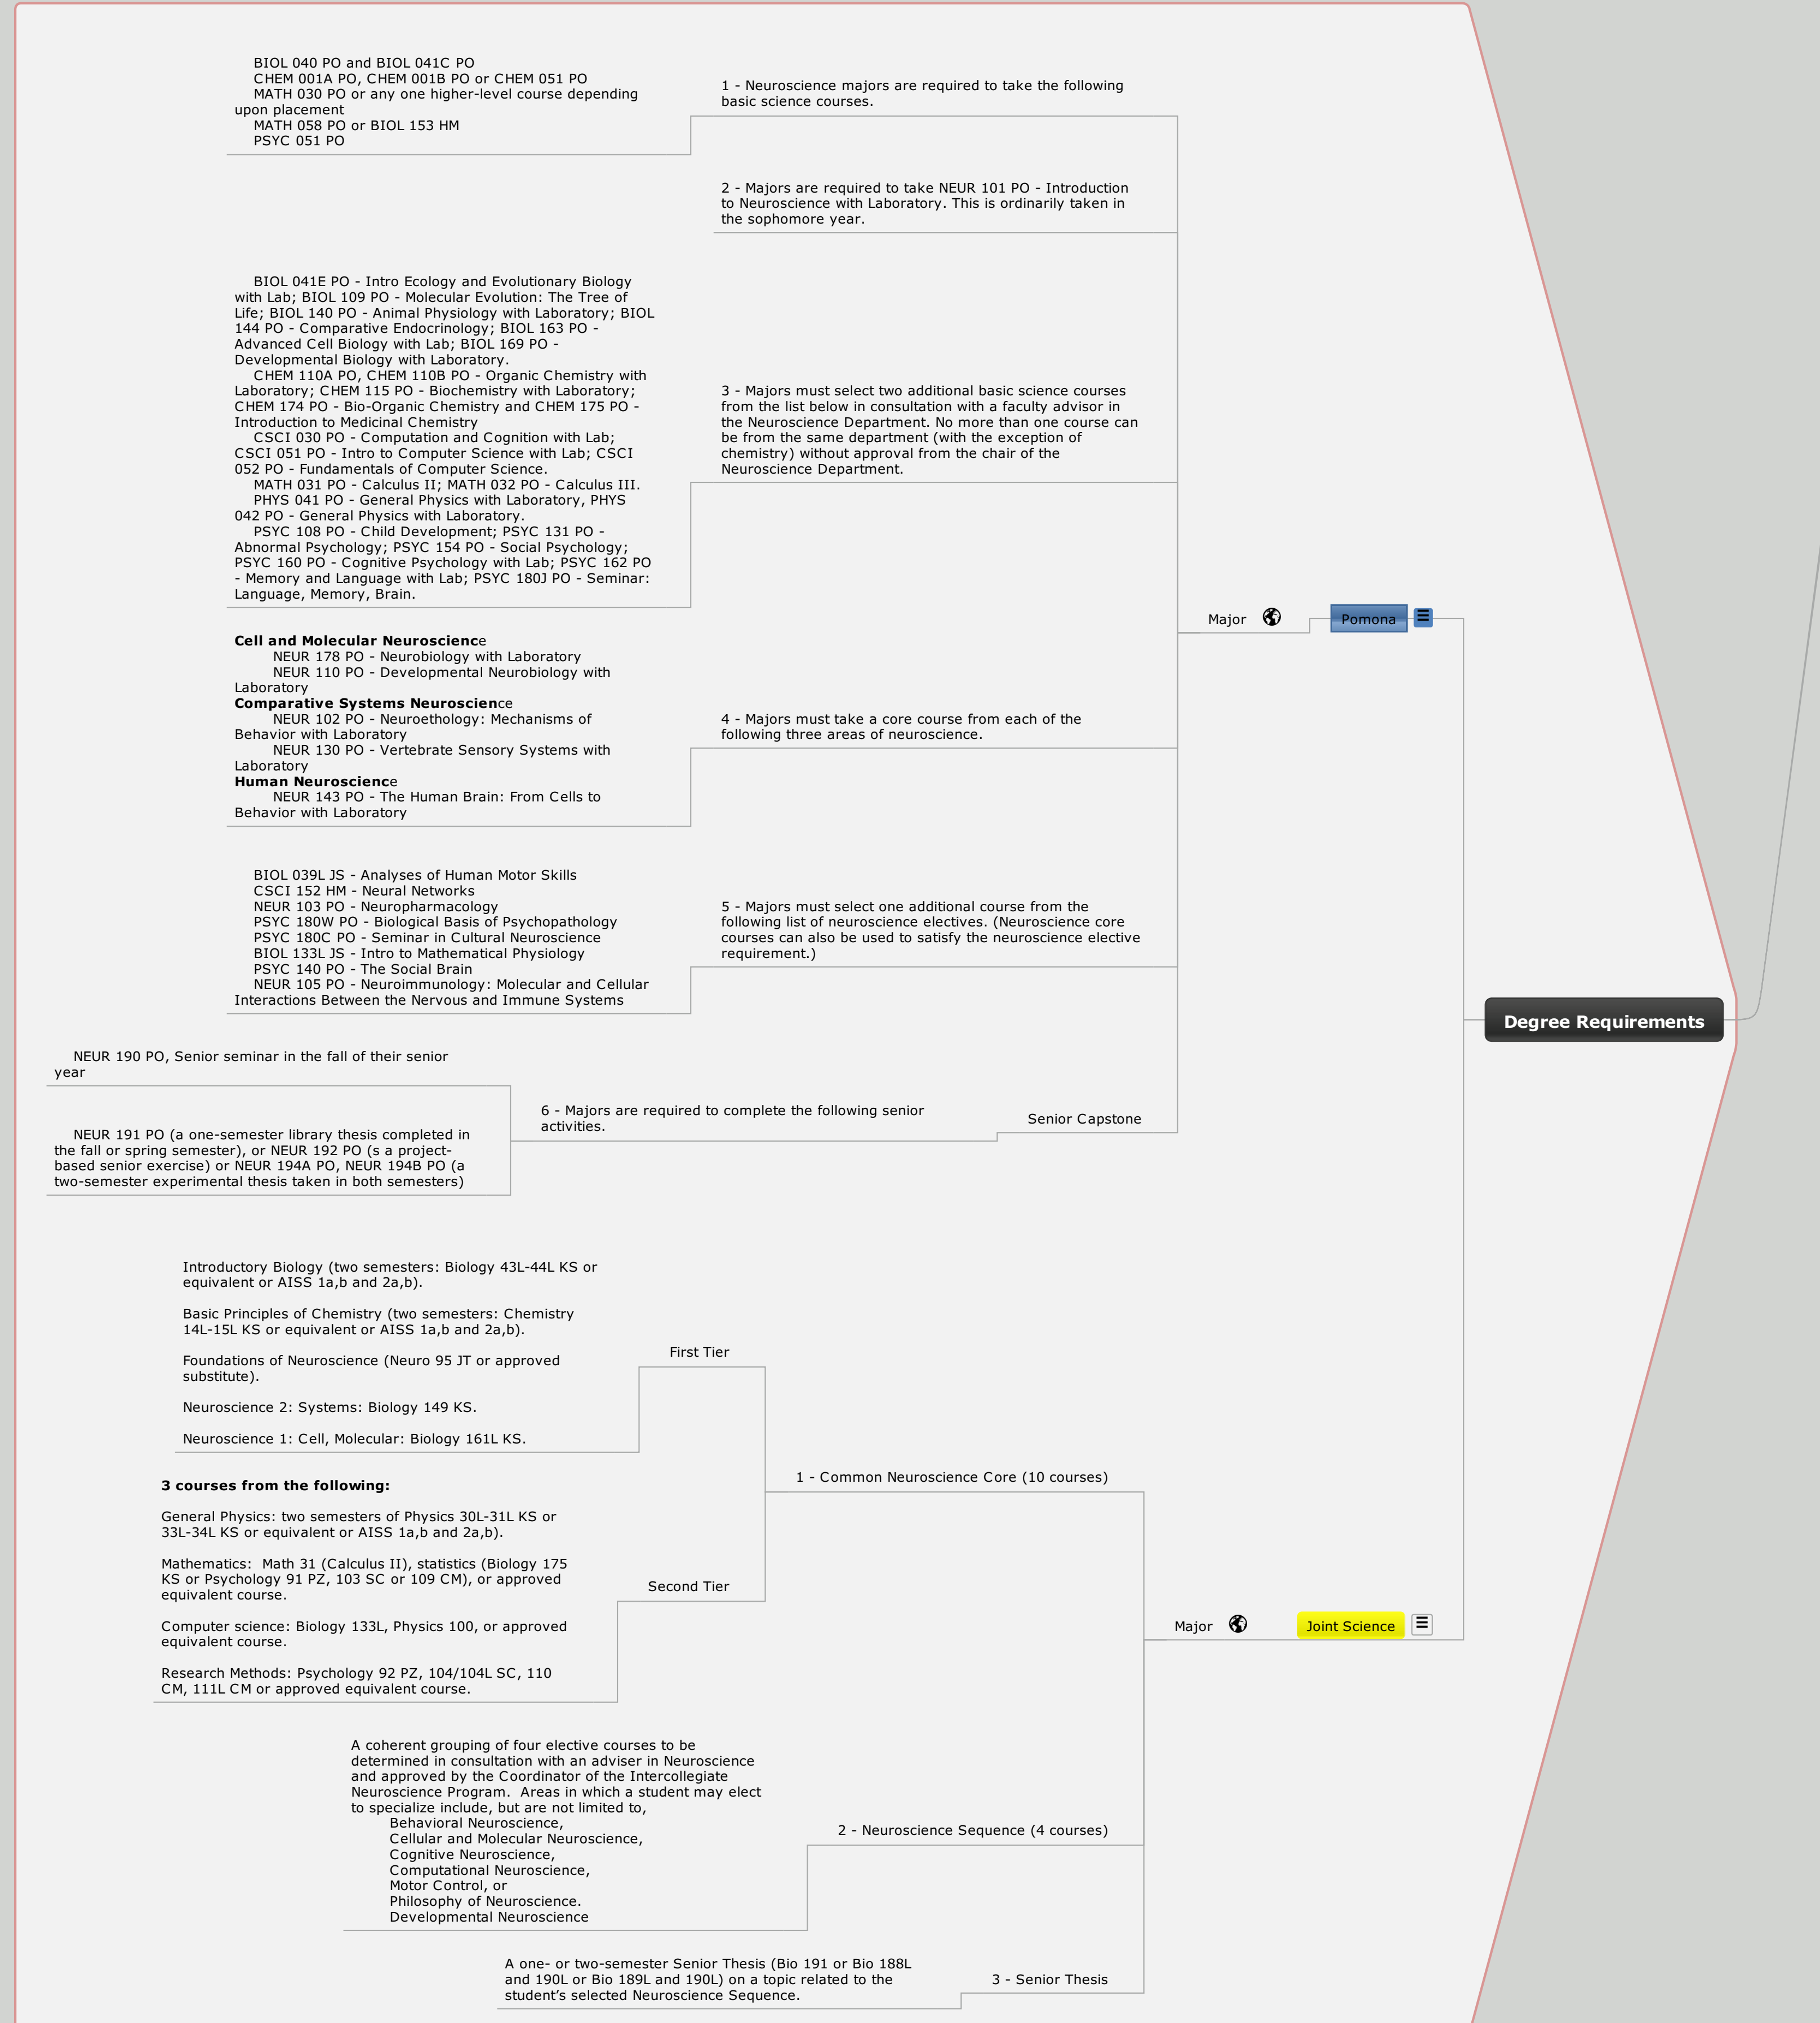 BIOL 040 PO and BIOL 041C PO
CHEM 001A PO, CHEM 001B PO or CHEM 051 PO
MATH 030 PO or any one higher-level course depending
upon placement
MATH 058 PO or BIOL 153 HM
PSYC 051 PO
1 - Neuroscience majors are required to take the following
basic science courses.
2 - Majors are required to take NEUR 101 PO - Introduction
to Neuroscience with Laboratory. This is ordinarily taken in
the sophomore year.
BIOL 041E PO - Intro Ecology and Evolutionary Biology
with Lab; BIOL 109 PO - Molecular Evolution: The Tree of
Life; BIOL 140 PO - Animal Physiology with Laboratory; BIOL
144 PO - Comparative Endocrinology; BIOL 163 PO -
Advanced Cell Biology with Lab; BIOL 169 PO -
Developmental Biology with Laboratory.
CHEM 110A PO, CHEM 110B PO - Organic Chemistry with
Laboratory; CHEM 115 PO - Biochemistry with Laboratory;
CHEM 174 PO - Bio-Organic Chemistry and CHEM 175 PO -
Introduction to Medicinal Chemistry
CSCI 030 PO - Computation and Cognition with Lab;
CSCI 051 PO - Intro to Computer Science with Lab; CSCI
052 PO - Fundamentals of Computer Science.
MATH 031 PO - Calculus II; MATH 032 PO - Calculus III.
PHYS 041 PO - General Physics with Laboratory, PHYS
042 PO - General Physics with Laboratory.
PSYC 108 PO - Child Development; PSYC 131 PO -
Abnormal Psychology; PSYC 154 PO - Social Psychology;
PSYC 160 PO - Cognitive Psychology with Lab; PSYC 162 PO
- Memory and Language with Lab; PSYC 180J PO - Seminar:
Language, Memory, Brain.
3 - Majors must select two additional basic science courses
from the list below in consultation with a faculty advisor in
the Neuroscience Department. No more than one course can
be from the same department (with the exception of
chemistry) without approval from the chair of the
Neuroscience Department.
Major
Pomona
Cell and Molecular Neuroscience
NEUR 178 PO - Neurobiology with Laboratory
NEUR 110 PO - Developmental Neurobiology with
Laboratory
Comparative Systems Neuroscience
NEUR 102 PO - Neuroethology: Mechanisms of
Behavior with Laboratory
NEUR 130 PO - Vertebrate Sensory Systems with
Laboratory
Human Neuroscience
NEUR 143 PO - The Human Brain: From Cells to
Behavior with Laboratory
4 - Majors must take a core course from each of the
following three areas of neuroscience.
BIOL 039L JS - Analyses of Human Motor Skills
CSCI 152 HM - Neural Networks
NEUR 103 PO - Neuropharmacology
PSYC 180W PO - Biological Basis of Psychopathology
PSYC 180C PO - Seminar in Cultural Neuroscience
BIOL 133L JS - Intro to Mathematical Physiology
PSYC 140 PO - The Social Brain
NEUR 105 PO - Neuroimmunology: Molecular and Cellular
Interactions Between the Nervous and Immune Systems
5 - Majors must select one additional course from the
following list of neuroscience electives. (Neuroscience core
courses can also be used to satisfy the neuroscience elective
requirement.)
Degree Requirements
NEUR 190 PO, Senior seminar in the fall of their senior
year
NEUR 191 PO (a one-semester library thesis completed in
the fall or spring semester), or NEUR 192 PO (s a project-
based senior exercise) or NEUR 194A PO, NEUR 194B PO (a
two-semester experimental thesis taken in both semesters)
6 - Majors are required to complete the following senior
activities.
Senior Capstone
Introductory Biology (two semesters: Biology 43L-44L KS or
equivalent or AISS 1a,b and 2a,b).
Basic Principles of Chemistry (two semesters: Chemistry
14L-15L KS or equivalent or AISS 1a,b and 2a,b).
Foundations of Neuroscience (Neuro 95 JT or approved
substitute).
Neuroscience 2: Systems: Biology 149 KS.
Neuroscience 1: Cell, Molecular: Biology 161L KS.
First Tier
1 - Common Neuroscience Core (10 courses)
3 courses from the following:
General Physics: two semesters of Physics 30L-31L KS or
33L-34L KS or equivalent or AISS 1a,b and 2a,b).
Mathematics:  Math 31 (Calculus II), statistics (Biology 175
KS or Psychology 91 PZ, 103 SC or 109 CM), or approved
equivalent course.
Computer science: Biology 133L, Physics 100, or approved
equivalent course.
Research Methods: Psychology 92 PZ, 104/104L SC, 110
CM, 111L CM or approved equivalent course.
Second Tier
Major
Joint Science
A coherent grouping of four elective courses to be
determined in consultation with an adviser in Neuroscience
and approved by the Coordinator of the Intercollegiate
Neuroscience Program.  Areas in which a student may elect
to specialize include, but are not limited to,
Behavioral Neuroscience,
Cellular and Molecular Neuroscience,
Cognitive Neuroscience,
Computational Neuroscience,
Motor Control, or
Philosophy of Neuroscience.
Developmental Neuroscience
2 - Neuroscience Sequence (4 courses)
A one- or two-semester Senior Thesis (Bio 191 or Bio 188L
and 190L or Bio 189L and 190L) on a topic related to the
student’s selected Neuroscience Sequence.
3 - Senior Thesis